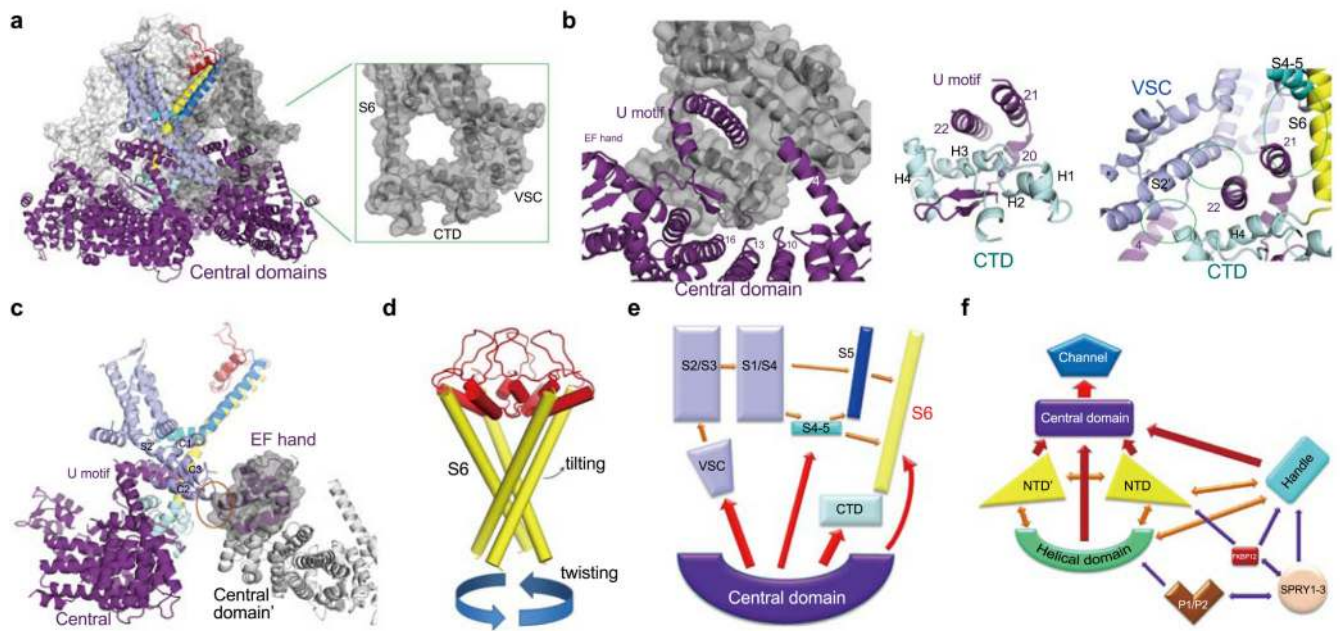 a
S6
VSC
CTD
Central domains
b
U motif
EF hand
4
16
13
10
Central domain
21
22
20
H3
H4
H1
H2
CTD
S4-5
VSC
S6
21
S2'
22
H4
4
CTD
c
S2'
C1
EF hand
U motif
C3
C2
Central
Central
domain'
d
S6
tilting
twisting
e
S2/S3
S1/S4
S5
S6
S4-5
VSC
CTD
Central domain
f
Channel
Central domain
NTD'
NTD
Handle
Helical domain
FKBP12
P1/P2
SPRY1-3